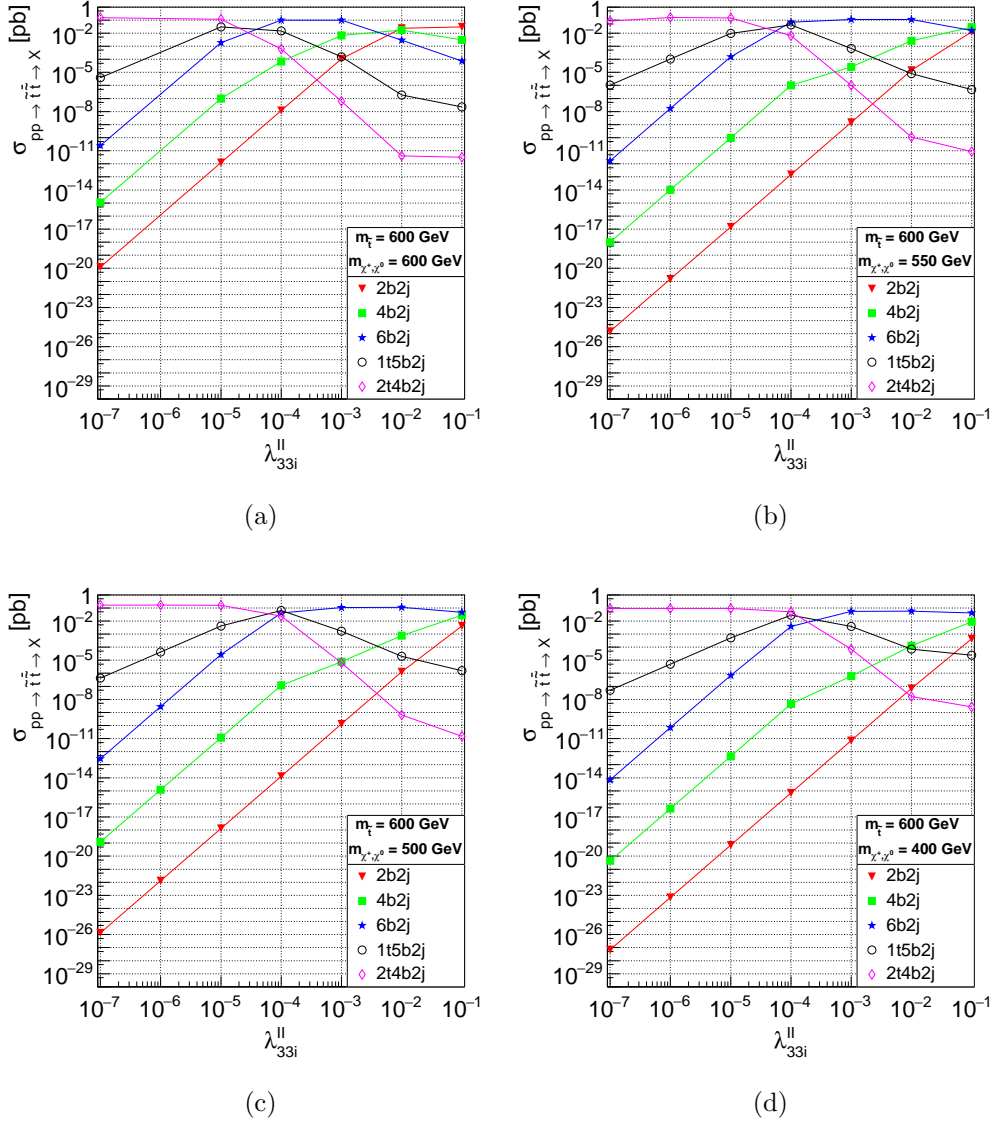 1
10⁻²
10⁻⁵
10⁻⁸
10⁻¹¹
10⁻¹⁴
10⁻¹⁷
10⁻²⁰
10⁻²³
10⁻²⁶
10⁻²⁹
σ pp → t̃ t̃̄ → X [pb]
m t̃ = 600 GeV
m χ⁺,χ⁰ = 600 GeV
2b2j
4b2j
6b2j
1t5b2j
2t4b2j
10⁻⁷ 10⁻⁶ 10⁻⁵ 10⁻⁴ 10⁻³ 10⁻² 10⁻¹
λ^II_33i
(a)
1
10⁻²
10⁻⁵
10⁻⁸
10⁻¹¹
10⁻¹⁴
10⁻¹⁷
10⁻²⁰
10⁻²³
10⁻²⁶
10⁻²⁹
σ pp → t̃ t̃̄ → X [pb]
m t̃ = 600 GeV
m χ⁺,χ⁰ = 550 GeV
2b2j
4b2j
6b2j
1t5b2j
2t4b2j
10⁻⁷ 10⁻⁶ 10⁻⁵ 10⁻⁴ 10⁻³ 10⁻² 10⁻¹
λ^II_33i
(b)
1
10⁻²
10⁻⁵
10⁻⁸
10⁻¹¹
10⁻¹⁴
10⁻¹⁷
10⁻²⁰
10⁻²³
10⁻²⁶
10⁻²⁹
σ pp → t̃ t̃̄ → X [pb]
m t̃ = 600 GeV
m χ⁺,χ⁰ = 500 GeV
2b2j
4b2j
6b2j
1t5b2j
2t4b2j
10⁻⁷ 10⁻⁶ 10⁻⁵ 10⁻⁴ 10⁻³ 10⁻² 10⁻¹
λ^II_33i
(c)
1
10⁻²
10⁻⁵
10⁻⁸
10⁻¹¹
10⁻¹⁴
10⁻¹⁷
10⁻²⁰
10⁻²³
10⁻²⁶
10⁻²⁹
σ pp → t̃ t̃̄ → X [pb]
m t̃ = 600 GeV
m χ⁺,χ⁰ = 400 GeV
2b2j
4b2j
6b2j
1t5b2j
2t4b2j
10⁻⁷ 10⁻⁶ 10⁻⁵ 10⁻⁴ 10⁻³ 10⁻² 10⁻¹
λ^II_33i
(d)